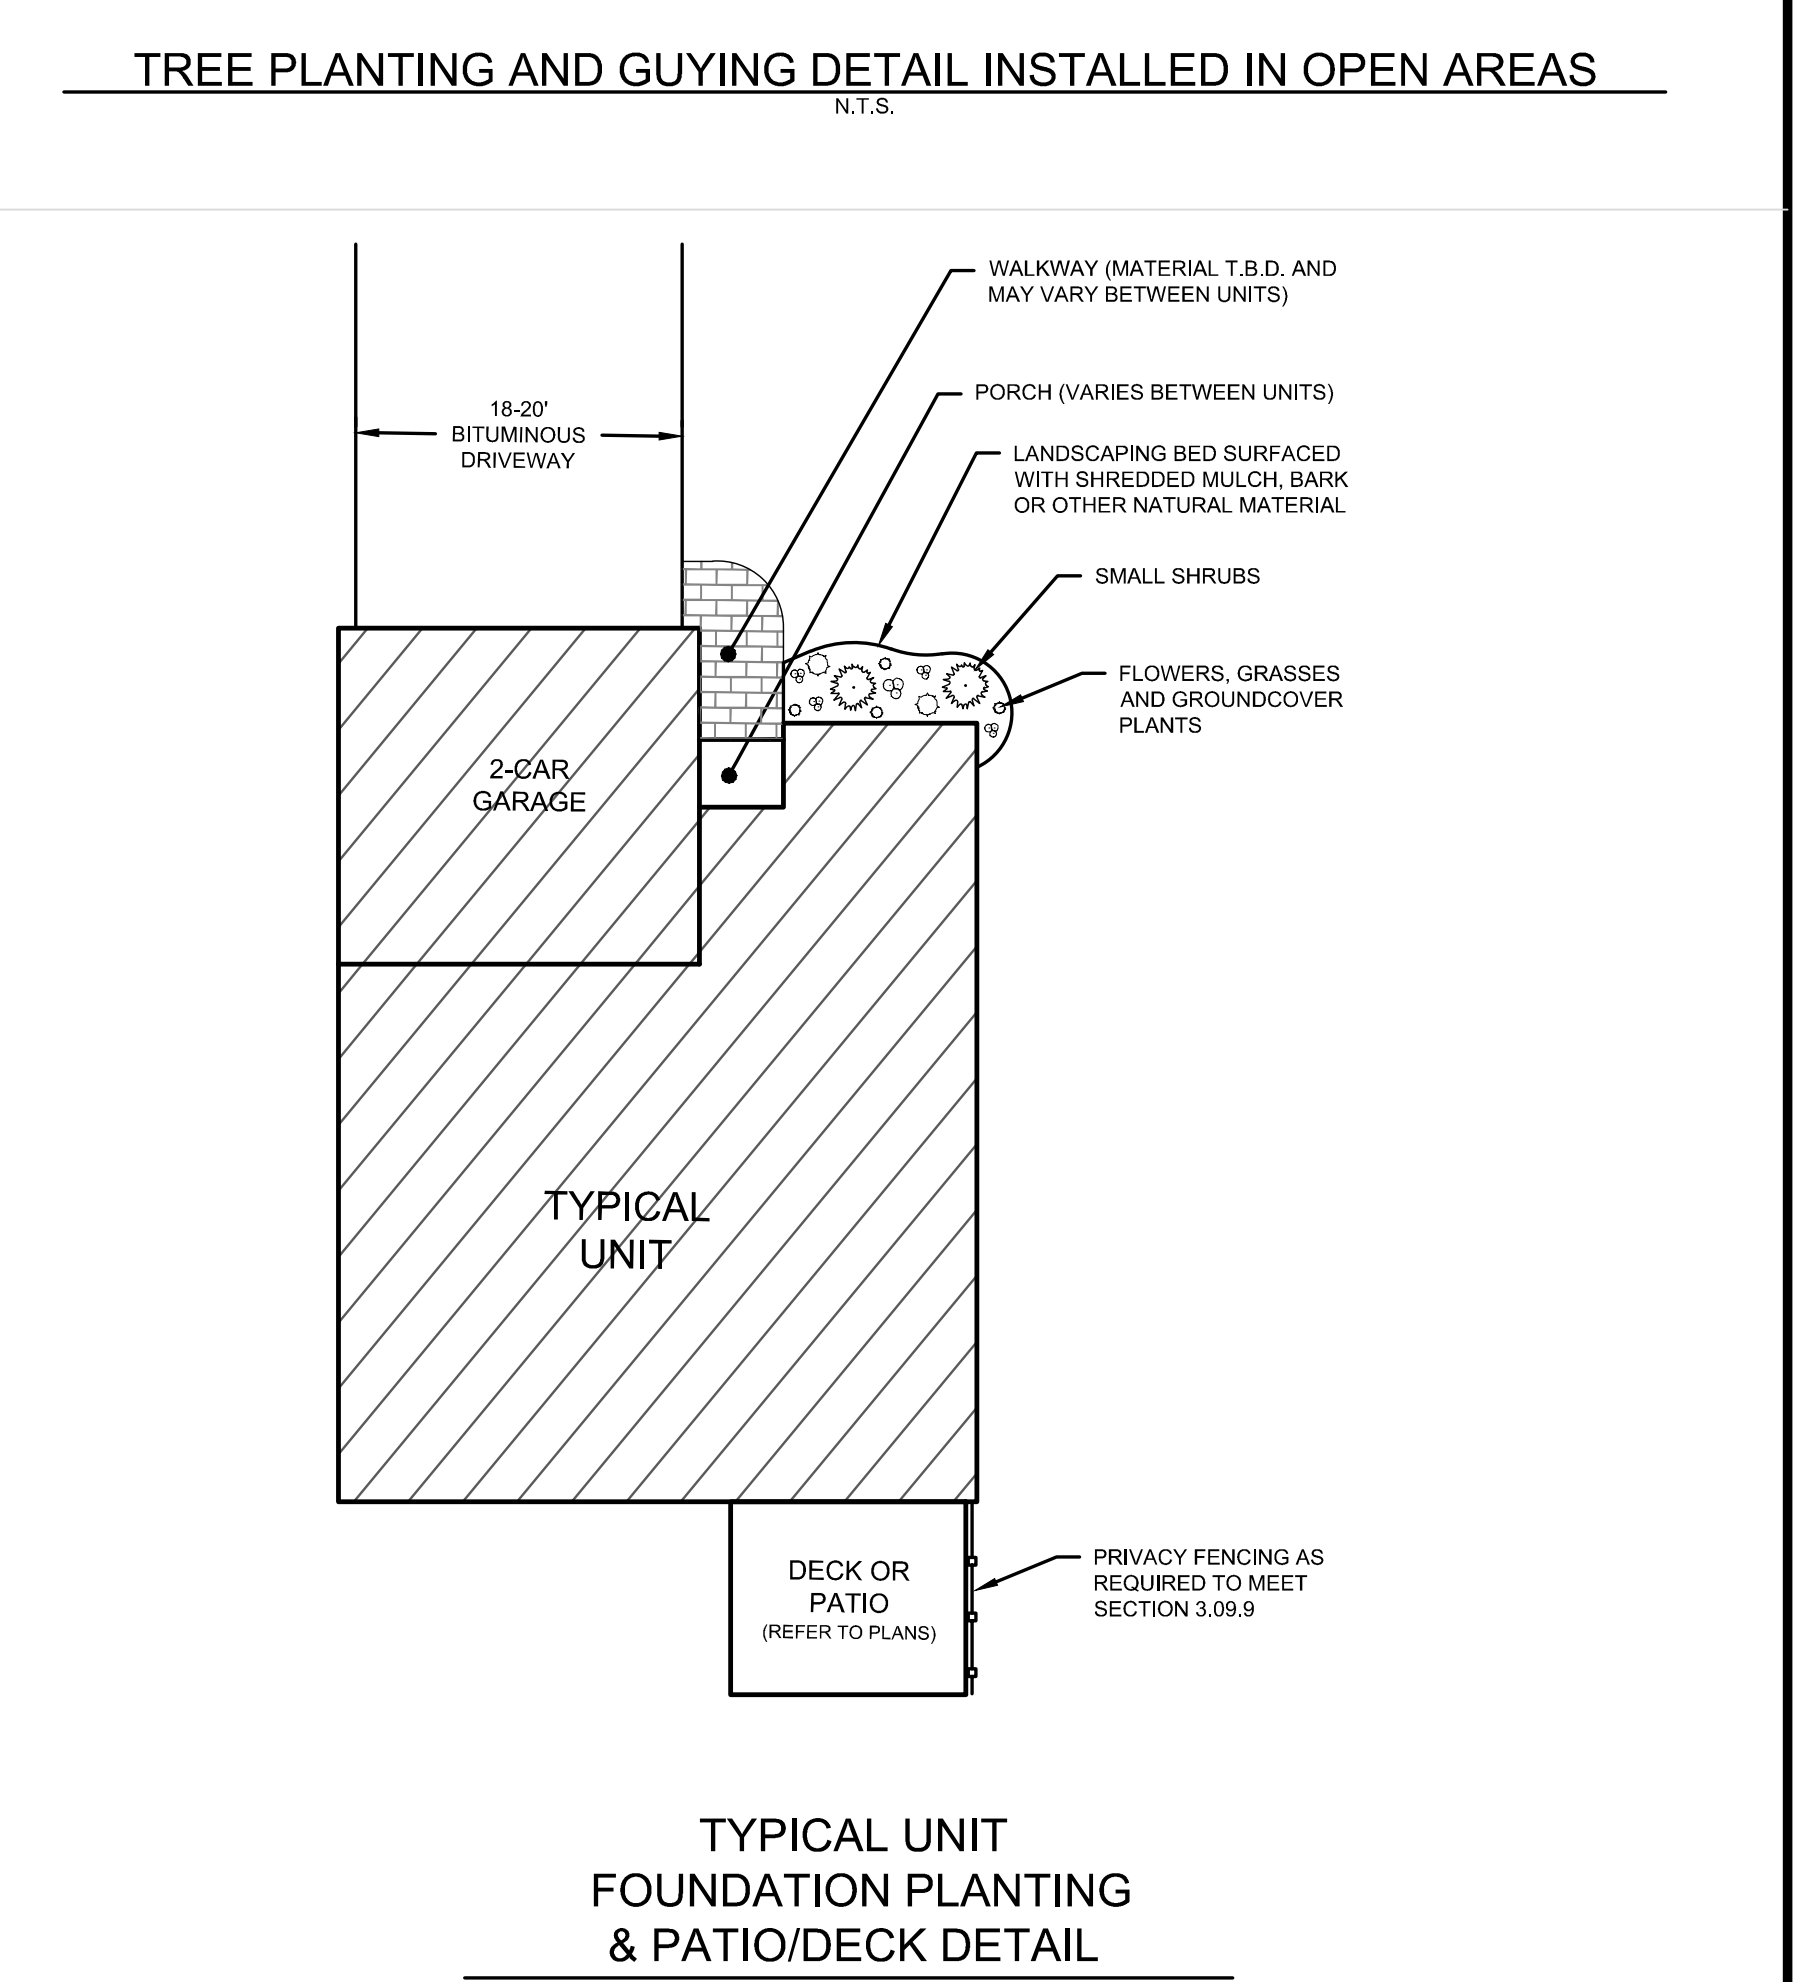 TREE PLANTING AND GUYING DETAIL INSTALLED IN OPEN AREAS
N.T.S.
WALKWAY (MATERIAL T.B.D. AND
MAY VARY BETWEEN UNITS)
PORCH (VARIES BETWEEN UNITS)
18-20'
BITUMINOUS
DRIVEWAY
LANDSCAPING BED SURFACED
WITH SHREDDED MULCH, BARK
OR OTHER NATURAL MATERIAL
SMALL SHRUBS
FLOWERS, GRASSES
AND GROUNDCOVER
PLANTS
2-CAR
GARAGE
TYPICAL
UNIT
DECK OR
PATIO
(REFER TO PLANS)
PRIVACY FENCING AS
REQUIRED TO MEET
SECTION 3.09.9
TYPICAL UNIT
FOUNDATION PLANTING
& PATIO/DECK DETAIL